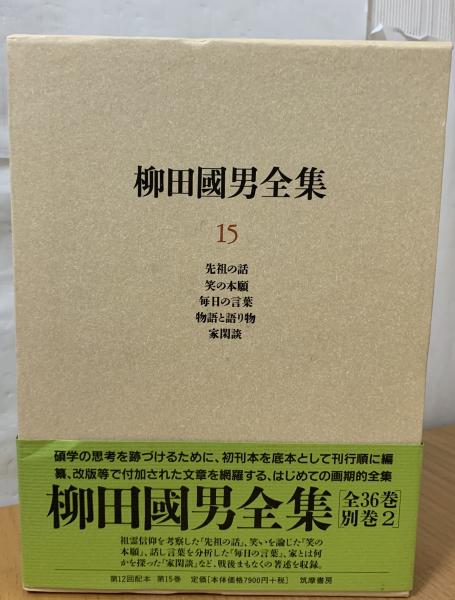 柳田國男全集
15
先祖の話
笑の本願
毎日の言葉
物語と語り物
家閑談
碩学の思考を跡づけるために、初刊本を底本として刊行順に編
纂、改版等で付加された文章を網羅する、はじめての画期的全集
柳田國男全集[全36巻 別巻2]
祖霊信仰を考察した『先祖の話』、笑いを論じた『笑の
本願』、話し言葉を分析した『毎日の言葉』、家とは何
かを探った『家閑談』など、戦後まもなくの著述を収録。
第12回配本 第15巻 定価[本体価格7900円+税] 筑摩書房